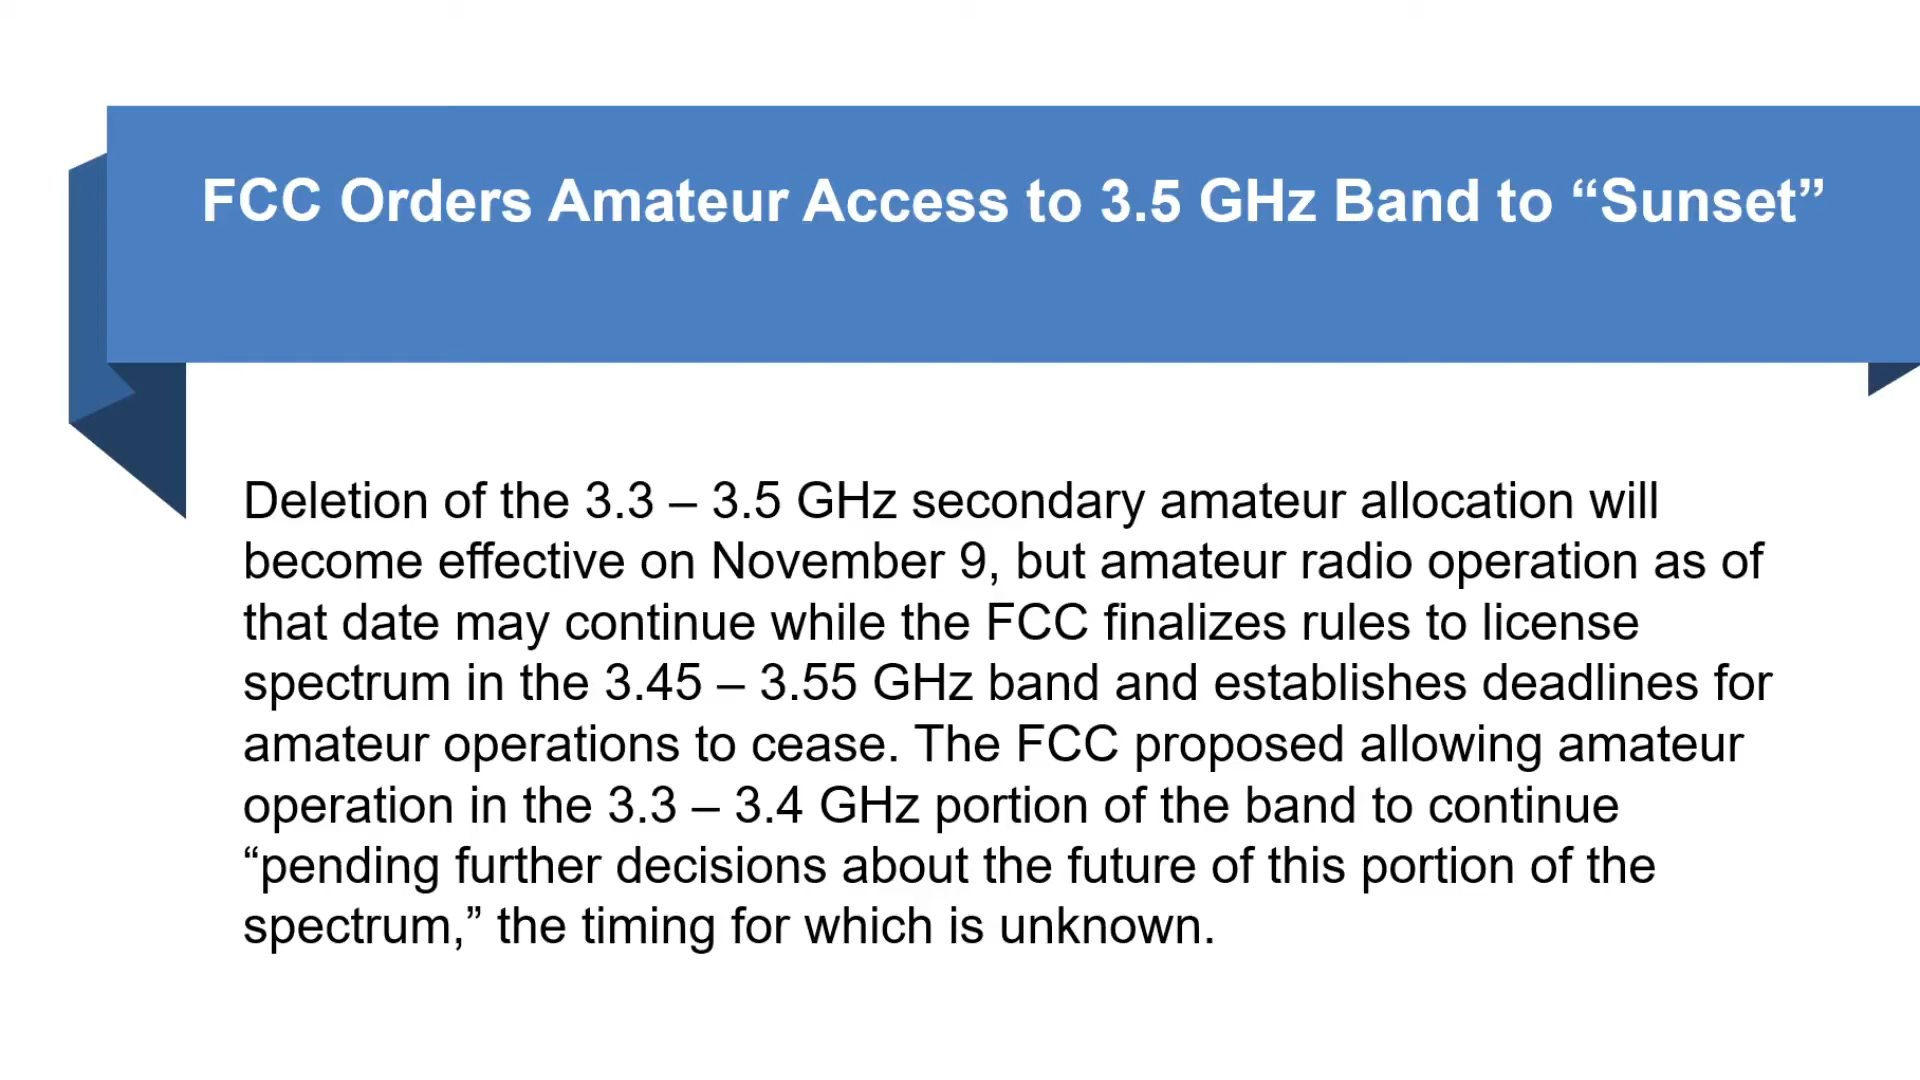 FCC Orders Amateur Access to 3.5 GHz Band to “Sunset”
Deletion of the 3.3 – 3.5 GHz secondary amateur allocation will
become effective on November 9, but amateur radio operation as of
that date may continue while the FCC finalizes rules to license
spectrum in the 3.45 – 3.55 GHz band and establishes deadlines for
amateur operations to cease. The FCC proposed allowing amateur
operation in the 3.3 – 3.4 GHz portion of the band to continue
“pending further decisions about the future of this portion of the
spectrum,” the timing for which is unknown.